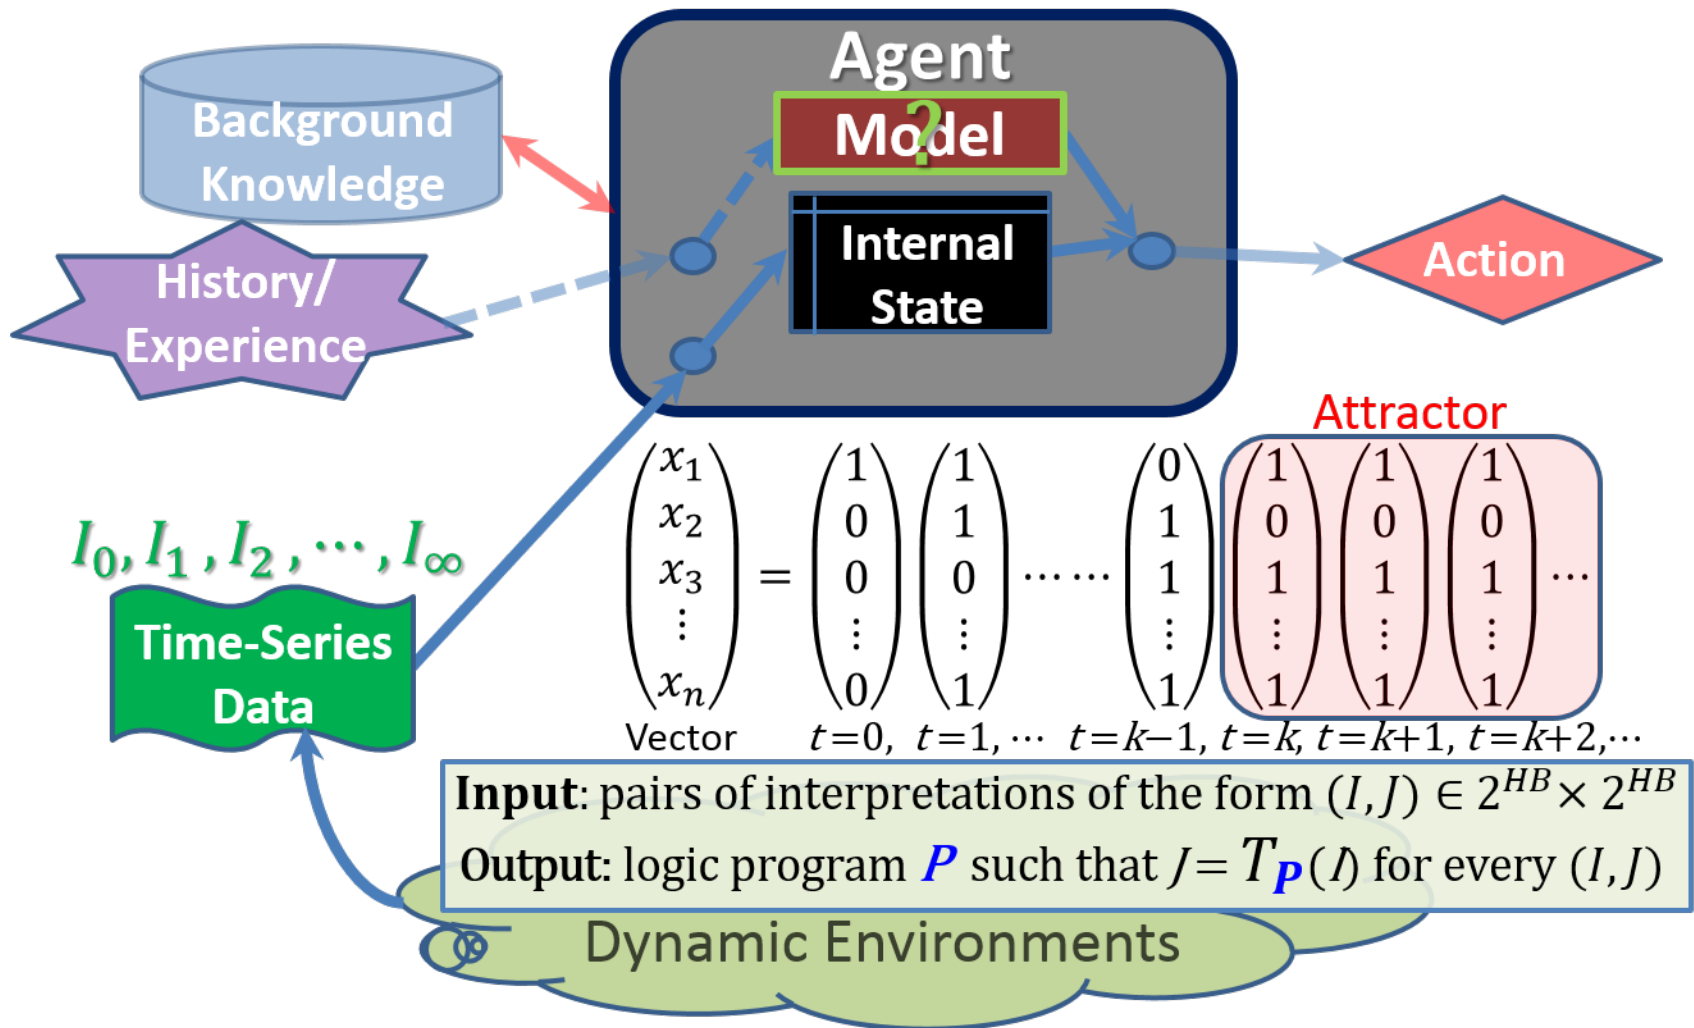 Agent
Background
Knowledge
Model
?
History/
Experience
Internal
State
Action
Attractor
I₀, I₁ , I₂ , ⋯ , I∞
Time-Series
Data
x₁ 1 1 0 1 1 1
x₂ 0 1 1 0 0 0
x₃ = 0 0 ⋯⋯ 1 1 1 1 ⋯
⋮ ⋮ ⋮ ⋮ ⋮ ⋮ ⋮
xₙ 0 1 1 1 1 1
Vector t=0, t=1, ⋯ t=k−1, t=k, t=k+1, t=k+2,⋯
Input: pairs of interpretations of the form (I, J) ∈ 2^HB × 2^HB
Output: logic program P such that J = T_P(I) for every (I, J)
Dynamic Environments